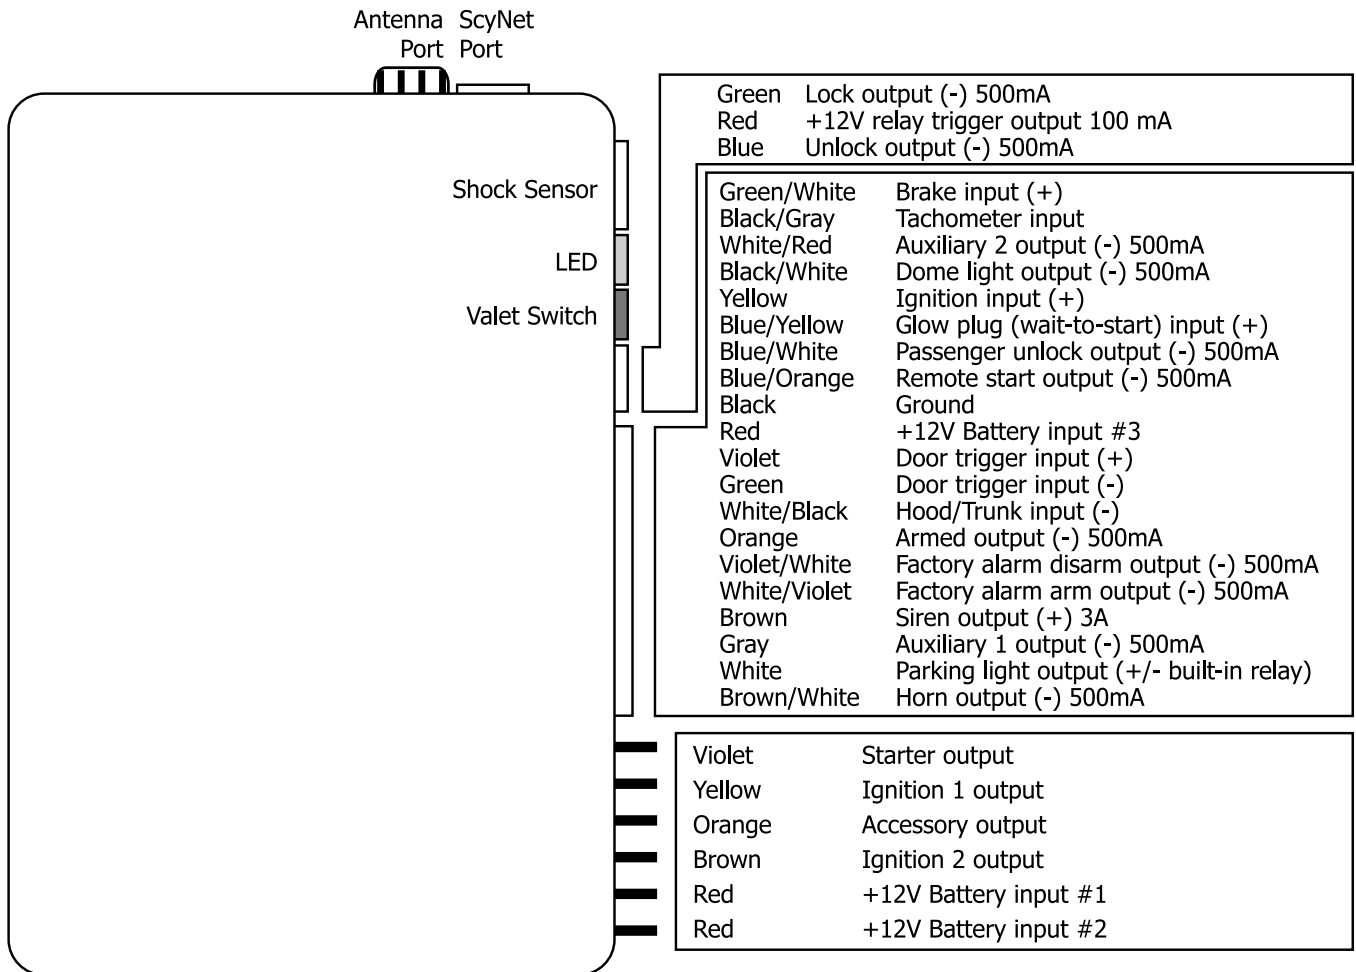 Antenna ScyNet
Port Port
Green Lock output (-) 500mA
Red +12V relay trigger output 100 mA
Blue Unlock output (-) 500mA
Shock Sensor
LED
Valet Switch
Green/White Brake input (+)
Black/Gray Tachometer input
White/Red Auxiliary 2 output (-) 500mA
Black/White Dome light output (-) 500mA
Yellow Ignition input (+)
Blue/Yellow Glow plug (wait-to-start) input (+)
Blue/White Passenger unlock output (-) 500mA
Blue/Orange Remote start output (-) 500mA
Black Ground
Red +12V Battery input #3
Violet Door trigger input (+)
Green Door trigger input (-)
White/Black Hood/Trunk input (-)
Orange Armed output (-) 500mA
Violet/White Factory alarm disarm output (-) 500mA
White/Violet Factory alarm arm output (-) 500mA
Brown Siren output (+) 3A
Gray Auxiliary 1 output (-) 500mA
White Parking light output (+/- built-in relay)
Brown/White Horn output (-) 500mA
Violet Starter output
Yellow Ignition 1 output
Orange Accessory output
Brown Ignition 2 output
Red +12V Battery input #1
Red +12V Battery input #2